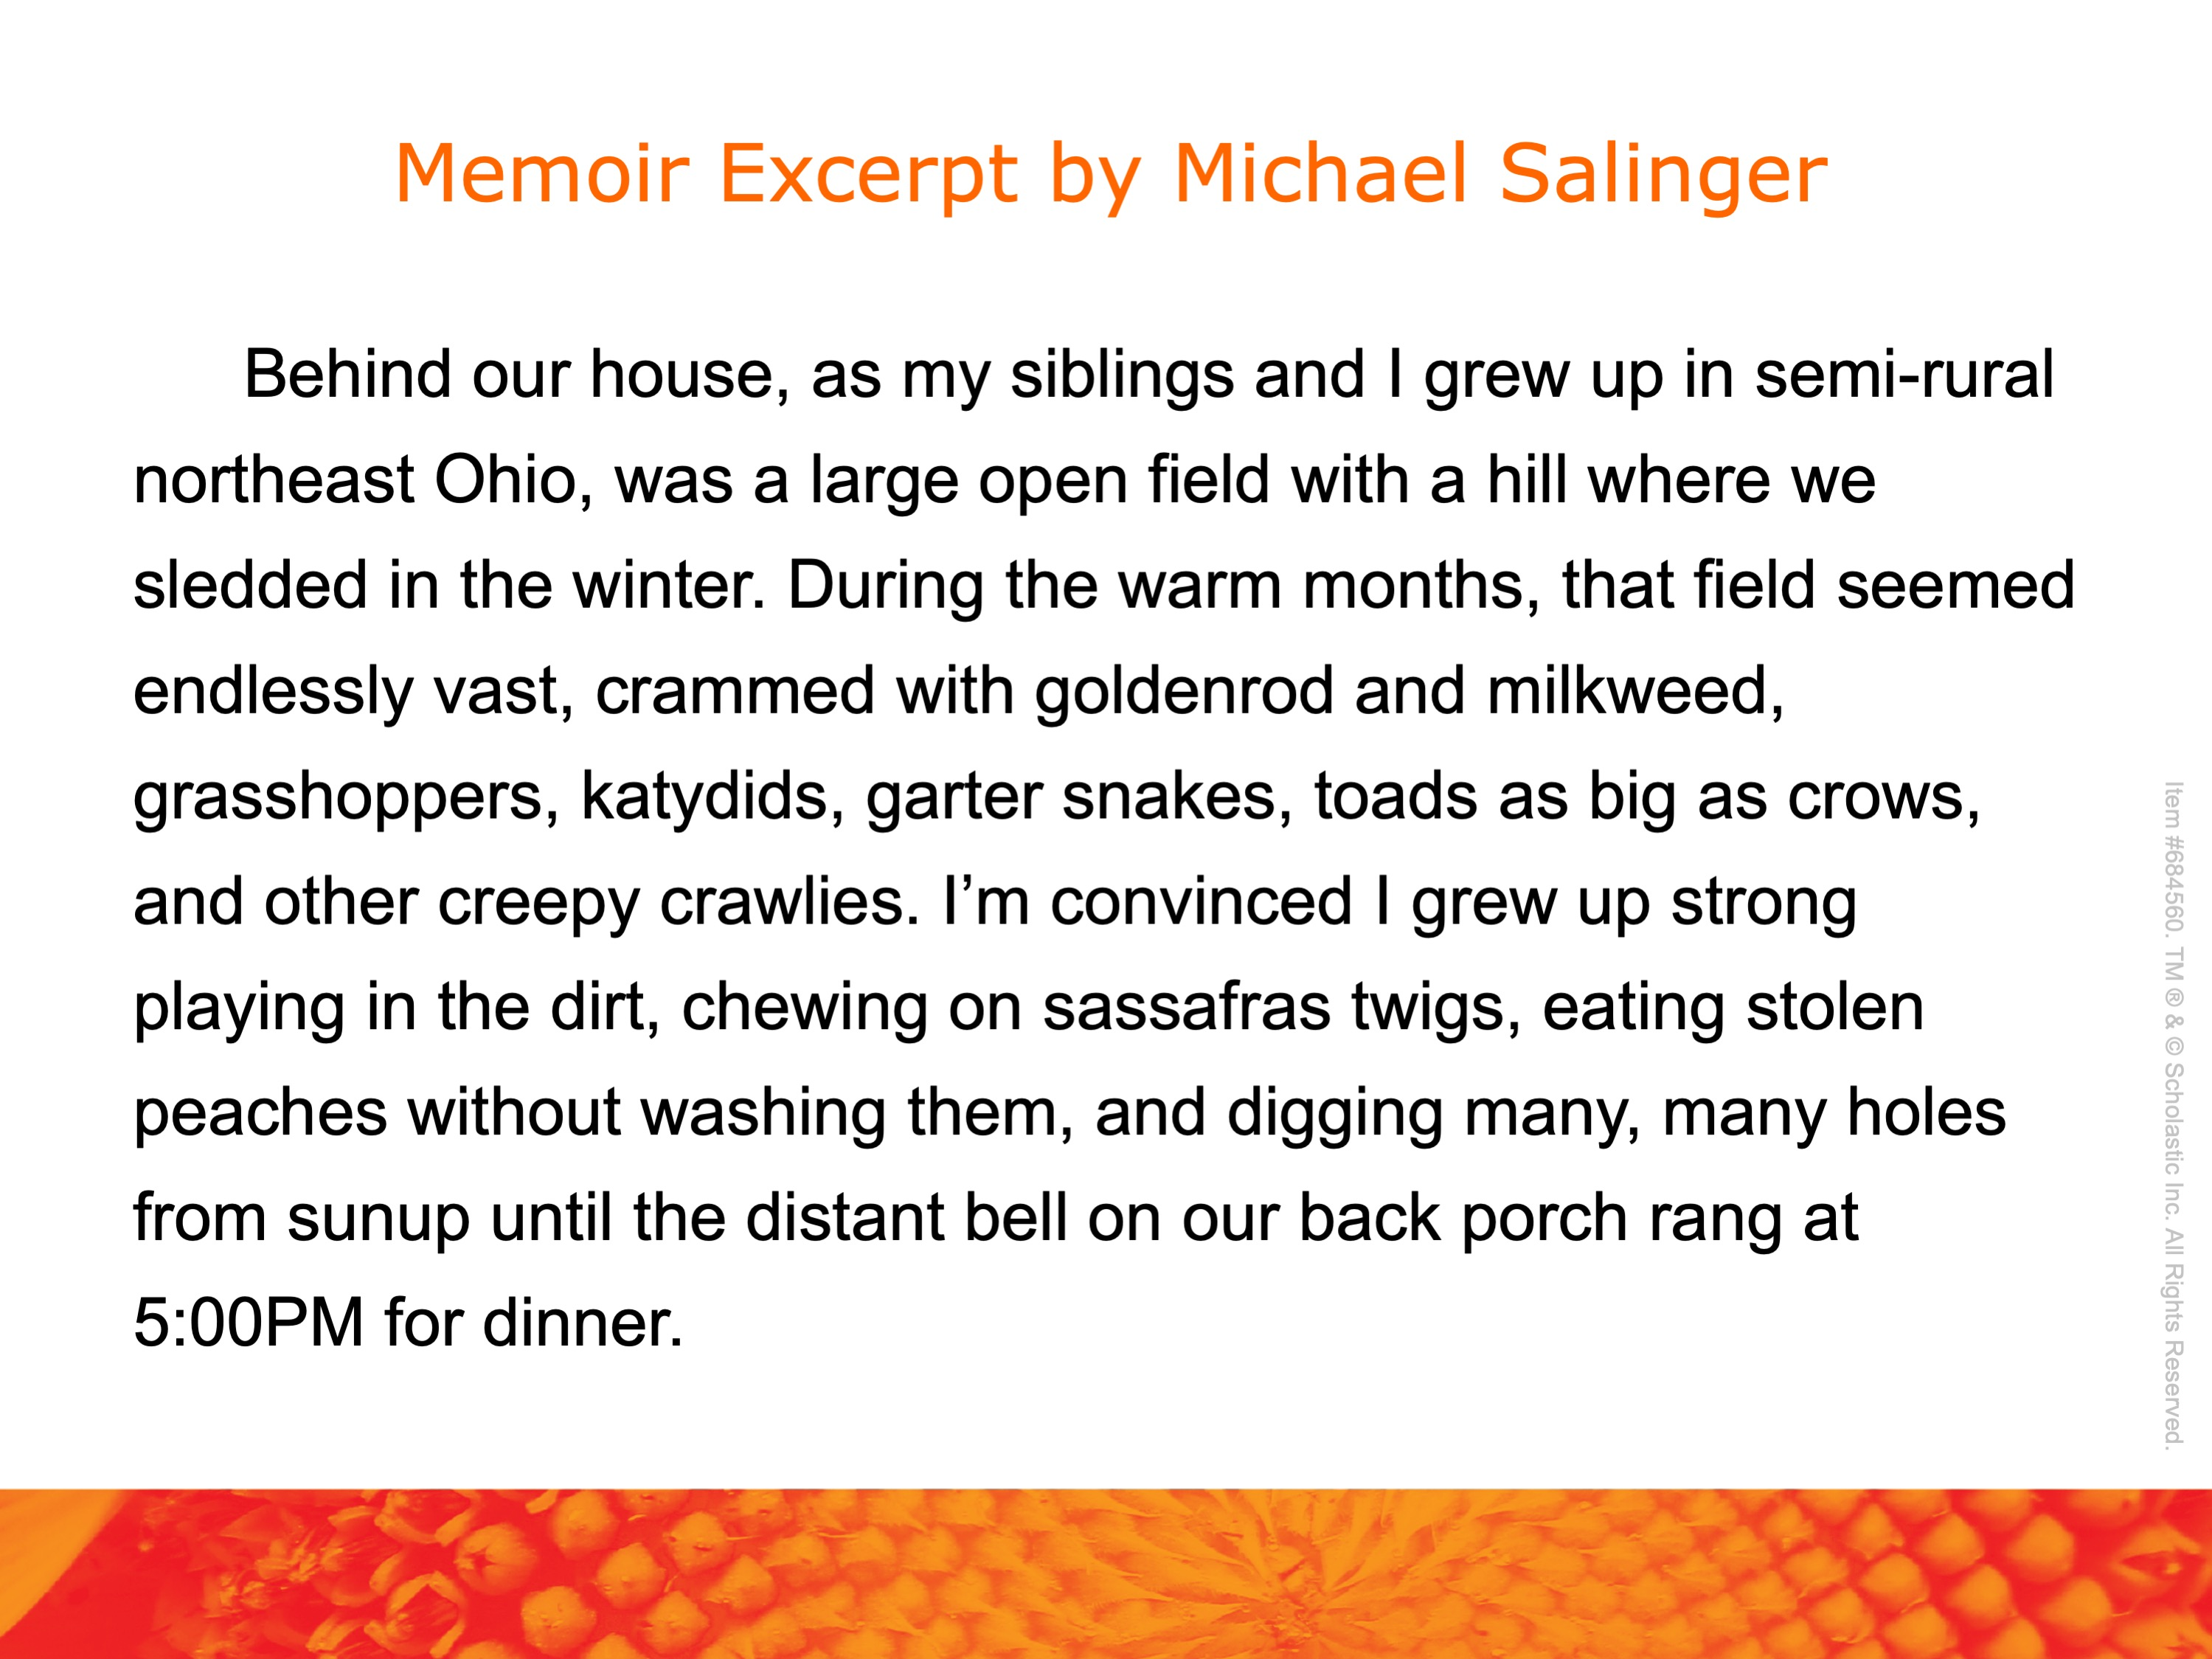 Memoir Excerpt by Michael Salinger
Behind our house, as my siblings and I grew up in semi-rural
northeast Ohio, was a large open field with a hill where we
sledded in the winter. During the warm months, that field seemed
endlessly vast, crammed with goldenrod and milkweed,
grasshoppers, katydids, garter snakes, toads as big as crows,
and other creepy crawlies. I’m convinced I grew up strong
playing in the dirt, chewing on sassafras twigs, eating stolen
peaches without washing them, and digging many, many holes
from sunup until the distant bell on our back porch rang at
5:00PM for dinner.
Item #684560. TM ® & © Scholastic Inc. All Rights Reserved.